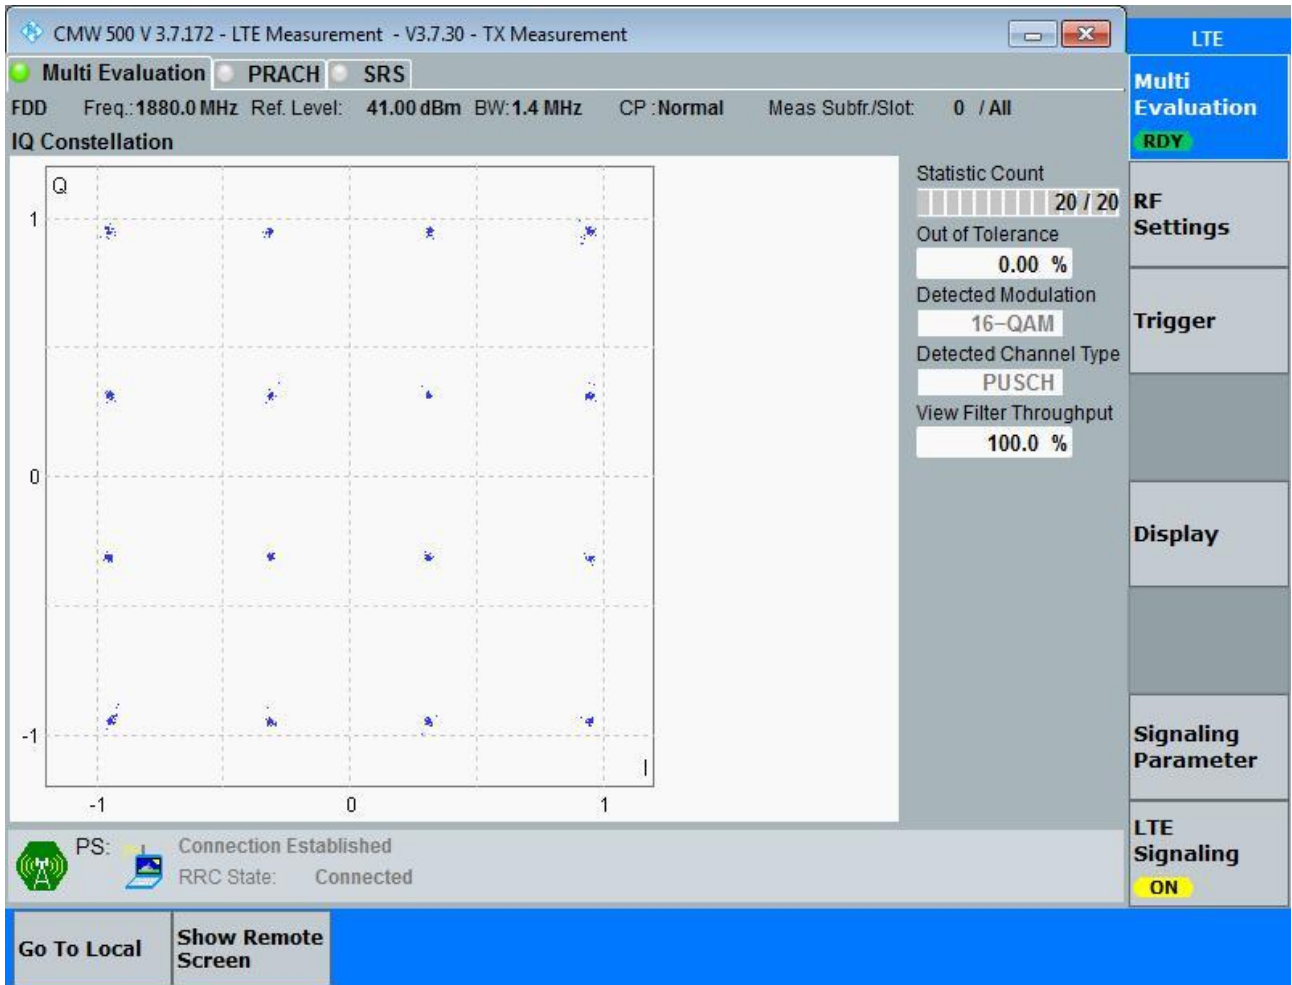 CMW 500 V 3.7.172 - LTE Measurement - V3.7.30 - TX Measurement
LTE
Multi Evaluation PRACH SRS
FDD Freq.:1880.0 MHz Ref. Level: 41.00 dBm BW:1.4 MHz CP :Normal Meas Subfr./Slot: 0 / All
IQ Constellation
Q
1
0
-1
I
-1 0 1
Statistic Count
20 / 20
Out of Tolerance
0.00 %
Detected Modulation
16-QAM
Detected Channel Type
PUSCH
View Filter Throughput
100.0 %
Multi
Evaluation
RDY
RF
Settings
Trigger
Display
Signaling
Parameter
LTE
Signaling
ON
PS: Connection Established
RRC State: Connected
Go To Local
Show Remote
Screen